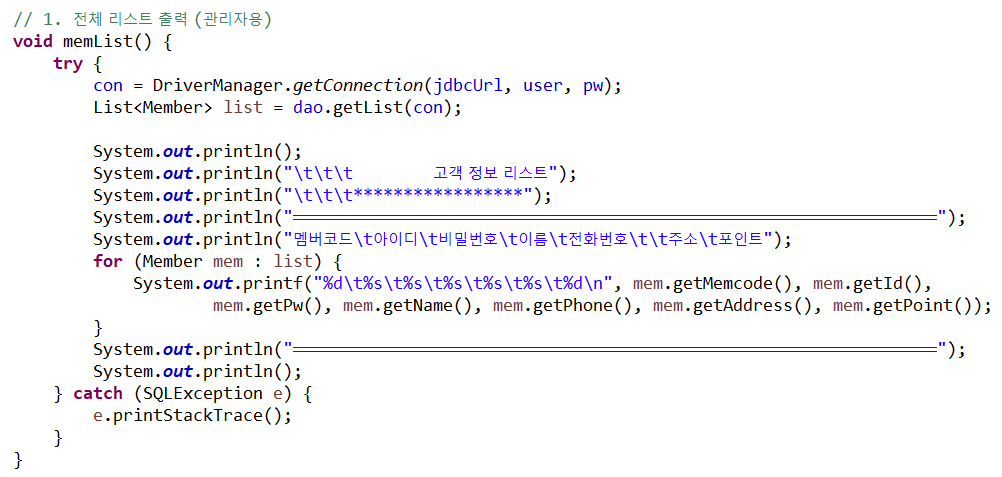 // 1. 전체 리스트 출력 (관리자용)
void memList() {
    try {
        con = DriverManager.getConnection(jdbcUrl, user, pw);
        List<Member> list = dao.getList(con);

        System.out.println();
        System.out.println("\t\t\t        고객 정보 리스트");
        System.out.println("\t\t\t*****************");
        System.out.println("================================================================");
        System.out.println("멤버코드\t아이디\t비밀번호\t이름\t전화번호\t\t주소\t포인트");
        for (Member mem : list) {
            System.out.printf("%d\t%s\t%s\t%s\t%s\t%s\t%d\n", mem.getMemcode(), mem.getId(),
                    mem.getPw(), mem.getName(), mem.getPhone(), mem.getAddress(), mem.getPoint());
        }
        System.out.println("================================================================");
        System.out.println();
    } catch (SQLException e) {
        e.printStackTrace();
    }
}